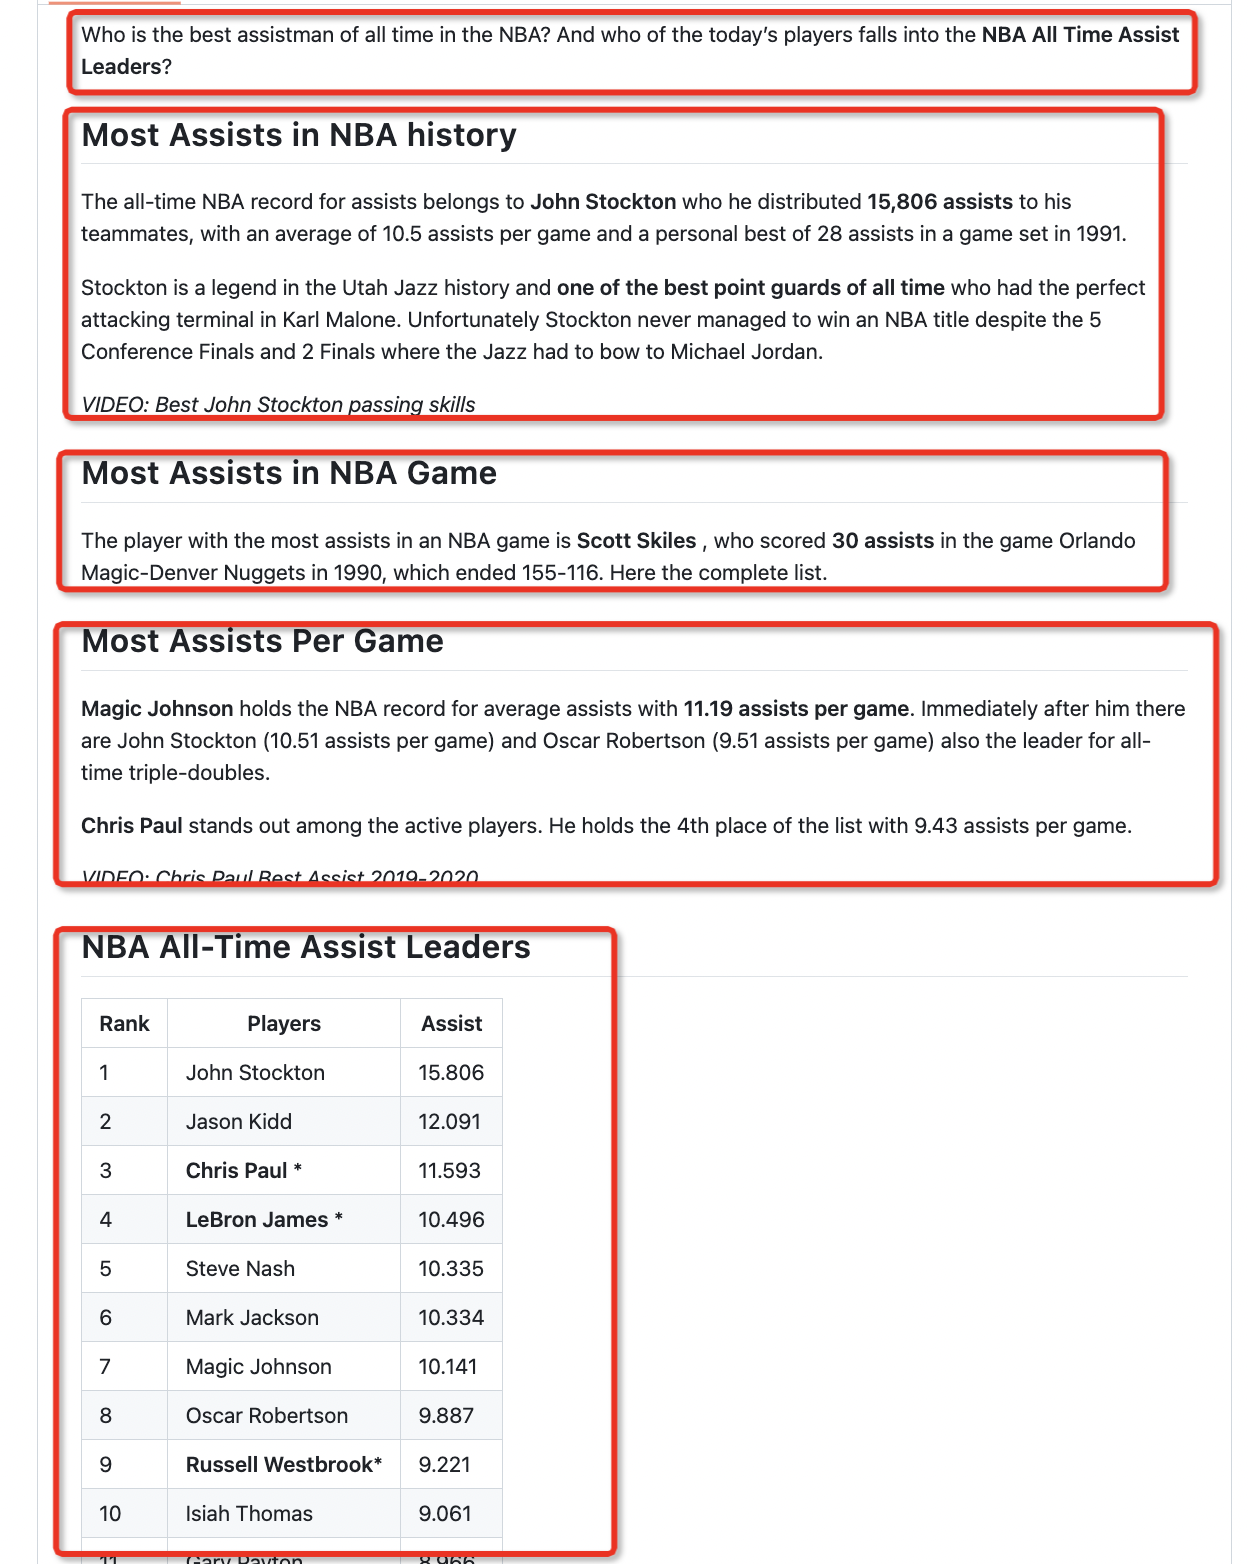 Who is the best assistman of all time in the NBA? And who of the today's players falls into the NBA All Time Assist
Leaders?
Most Assists in NBA history
The all-time NBA record for assists belongs to John Stockton who he distributed 15,806 assists to his
teammates, with an average of 10.5 assists per game and a personal best of 28 assists in a game set in 1991.
Stockton is a legend in the Utah Jazz history and one of the best point guards of all time who had the perfect
attacking terminal in Karl Malone. Unfortunately Stockton never managed to win an NBA title despite the 5
Conference Finals and 2 Finals where the Jazz had to bow to Michael Jordan.
VIDEO: Best John Stockton passing skills
Most Assists in NBA Game
The player with the most assists in an NBA game is Scott Skiles , who scored 30 assists in the game Orlando
Magic-Denver Nuggets in 1990, which ended 155-116. Here the complete list.
Most Assists Per Game
Magic Johnson holds the NBA record for average assists with 11.19 assists per game. Immediately after him there
are John Stockton (10.51 assists per game) and Oscar Robertson (9.51 assists per game) also the leader for all-
time triple-doubles.
Chris Paul stands out among the active players. He holds the 4th place of the list with 9.43 assists per game.
VIDEO: Chris Paul Best Assist 2019-2020
NBA All-Time Assist Leaders
Rank Players Assist
1 John Stockton 15.806
2 Jason Kidd 12.091
3 Chris Paul * 11.593
4 LeBron James * 10.496
5 Steve Nash 10.335
6 Mark Jackson 10.334
7 Magic Johnson 10.141
8 Oscar Robertson 9.887
9 Russell Westbrook* 9.221
10 Isiah Thomas 9.061
11 Gary Payton 8.966